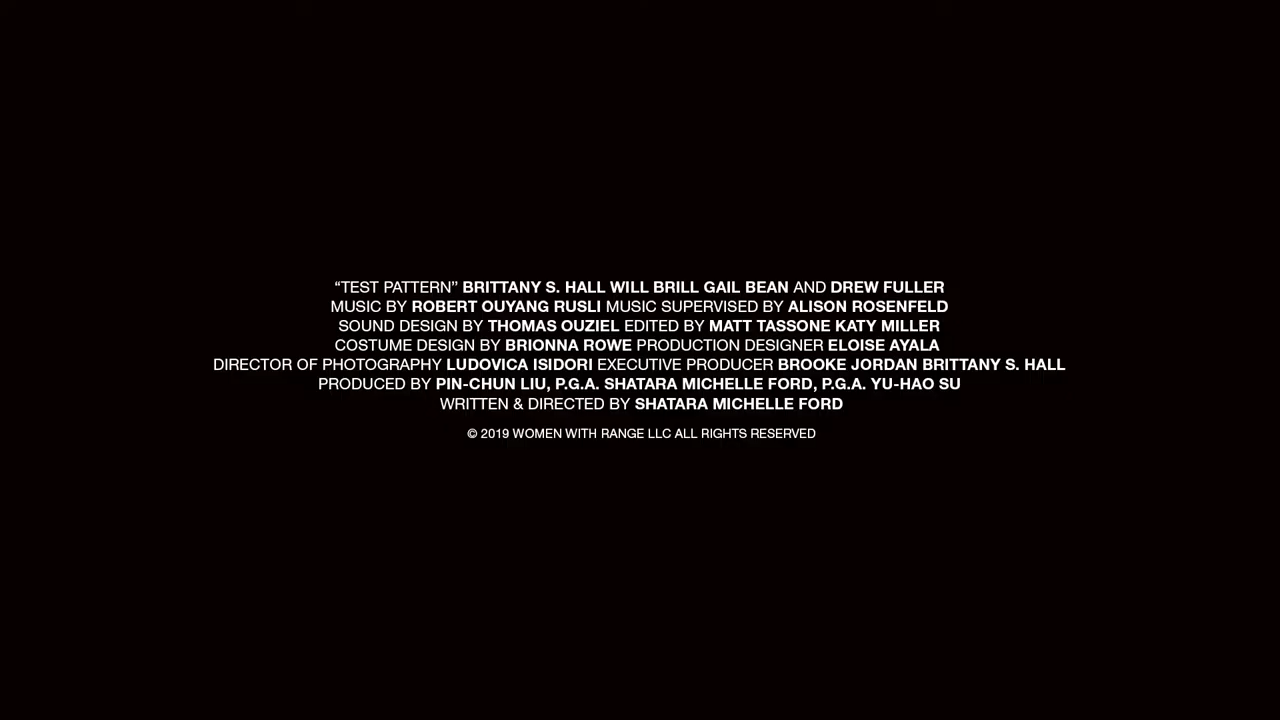 “TEST PATTERN” BRITTANY S. HALL WILL BRILL GAIL BEAN AND DREW FULLER
MUSIC BY ROBERT OUYANG RUSLI MUSIC SUPERVISED BY ALISON ROSENFELD
SOUND DESIGN BY THOMAS OUZIEL EDITED BY MATT TASSONE KATY MILLER
COSTUME DESIGN BY BRIONNA ROWE PRODUCTION DESIGNER ELOISE AYALA
DIRECTOR OF PHOTOGRAPHY LUDOVICA ISIDORI EXECUTIVE PRODUCER BROOKE JORDAN BRITTANY S. HALL
PRODUCED BY PIN-CHUN LIU, P.G.A. SHATARA MICHELLE FORD, P.G.A. YU-HAO SU
WRITTEN & DIRECTED BY SHATARA MICHELLE FORD
© 2019 WOMEN WITH RANGE LLC ALL RIGHTS RESERVED